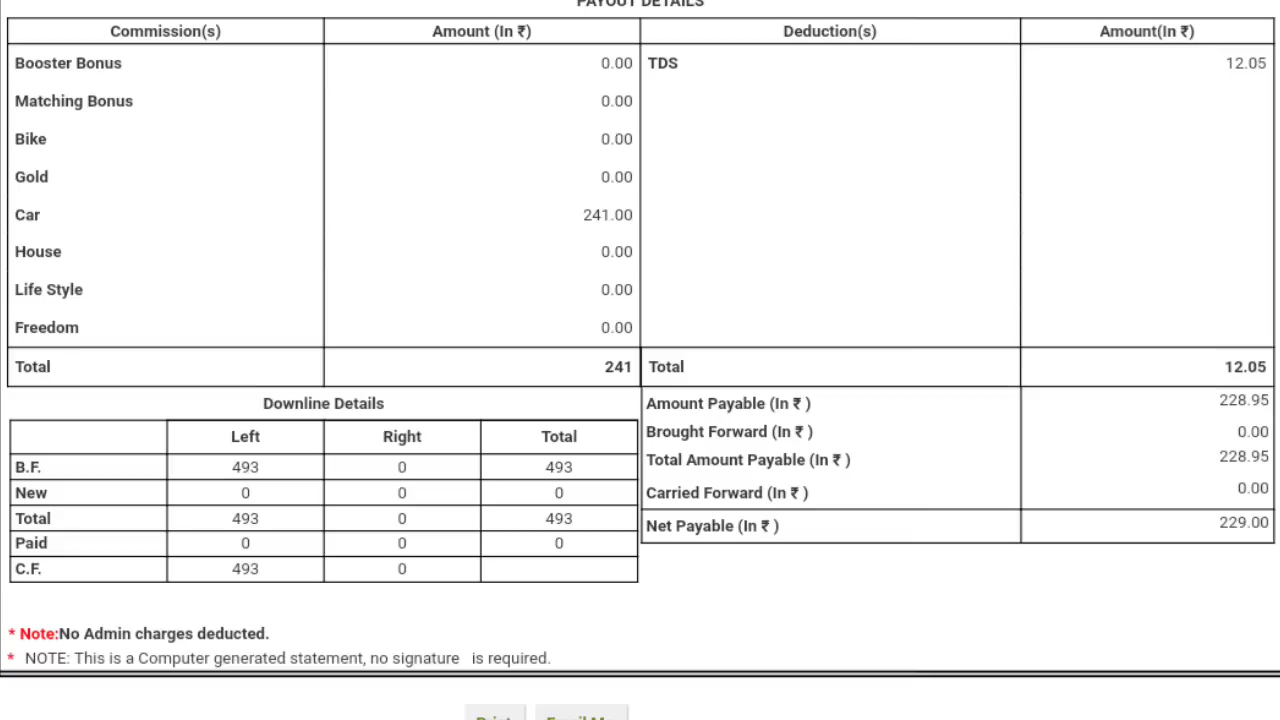 PAYOUT DETAILS
Commission(s) Amount (In ₹) Deduction(s) Amount(In ₹)
Booster Bonus 0.00 TDS 12.05
Matching Bonus 0.00
Bike 0.00
Gold 0.00
Car 241.00
House 0.00
Life Style 0.00
Freedom 0.00
Total 241 Total 12.05
Downline Details
Left Right Total
B.F. 493 0 493
New 0 0 0
Total 493 0 493
Paid 0 0 0
C.F. 493 0
Amount Payable (In ₹ ) 228.95
Brought Forward (In ₹ ) 0.00
Total Amount Payable (In ₹ ) 228.95
Carried Forward (In ₹ ) 0.00
Net Payable (In ₹ ) 229.00
* Note:No Admin charges deducted.
* NOTE: This is a Computer generated statement, no signature is required.
Print Email Me